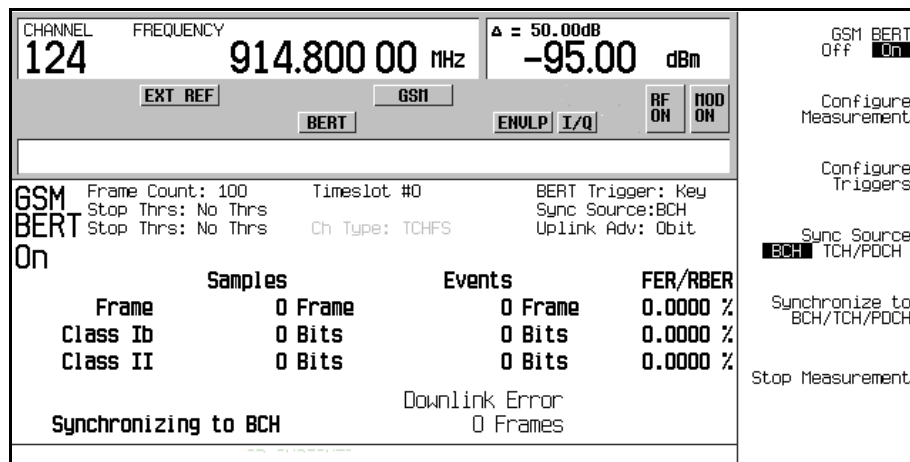 CHANNEL FREQUENCY Δ = 50.00dB
124 914.800 00 MHz -95.00 dBm
EXT REF GSM RF ON MOD ON
BERT ENVLP I/Q
GSM BERT On
Frame Count: 100 Timeslot #0 BERT Trigger: Key
Stop Thrs: No Thrs Sync Source:BCH
Stop Thrs: No Thrs Ch Type: TCHFS Uplink Adv: 0bit
Samples Events FER/RBER
Frame 0 Frame 0 Frame 0.0000 %
Class Ib 0 Bits 0 Bits 0.0000 %
Class II 0 Bits 0 Bits 0.0000 %
Downlink Error
Synchronizing to BCH 0 Frames
GSM BERT
Off On
Configure
Measurement
Configure
Triggers
Sync Source
BCH TCH/PDCH
Synchronize to
BCH/TCH/PDCH
Stop Measurement